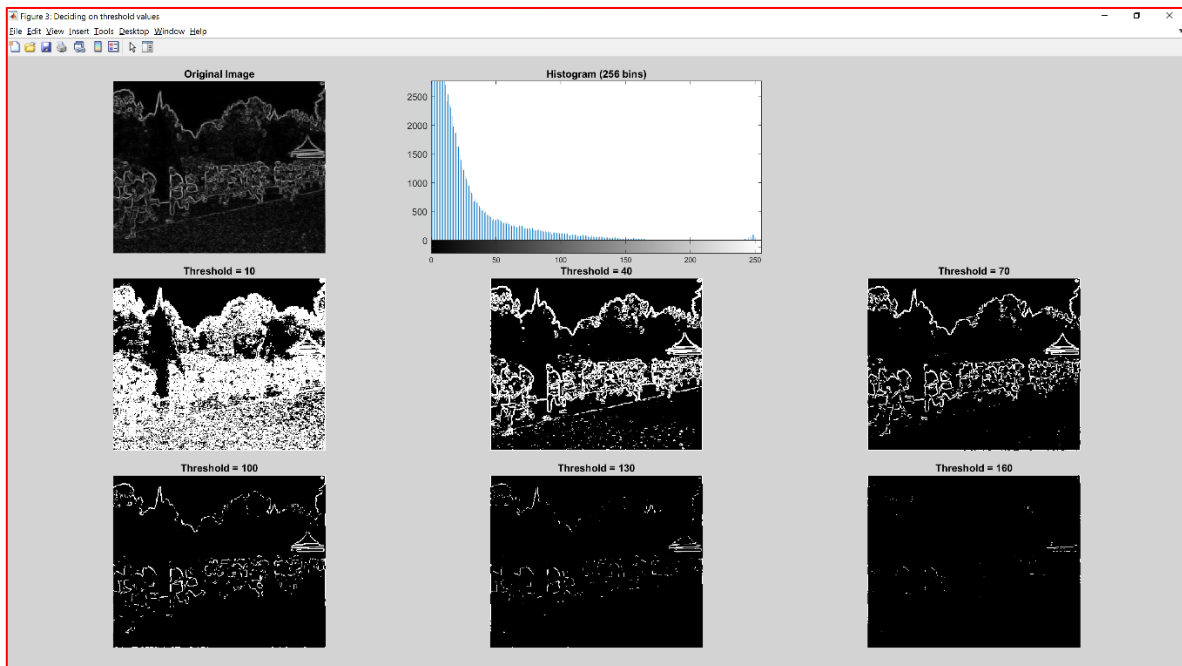 Figure 3: Deciding on threshold values
File Edit View Insert Tools Desktop Window Help
Original Image
Histogram (256 bins)
2500
2000
1500
1000
500
0
0 50 100 150 200 250
Threshold = 10
Threshold = 40
Threshold = 70
Threshold = 100
Threshold = 130
Threshold = 160